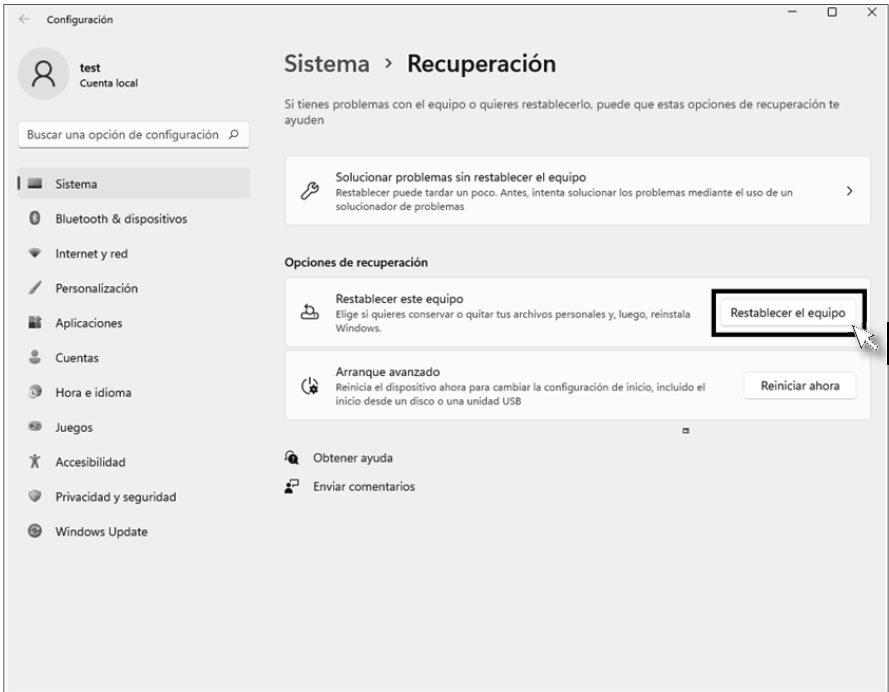 Configuración
test
Cuenta local
Buscar una opción de configuración
Sistema
Bluetooth & dispositivos
Internet y red
Personalización
Aplicaciones
Cuentas
Hora e idioma
Juegos
Accesibilidad
Privacidad y seguridad
Windows Update
Sistema > Recuperación
Si tienes problemas con el equipo o quieres restablecerlo, puede que estas opciones de recuperación te
ayuden
Solucionar problemas sin restablecer el equipo
Restablecer puede tardar un poco. Antes, intenta solucionar los problemas mediante el uso de un
solucionador de problemas
Opciones de recuperación
Restablecer este equipo
Elige si quieres conservar o quitar tus archivos personales y, luego, reinstala
Windows.
Restablecer el equipo
Arranque avanzado
Reinicia el dispositivo ahora para cambiar la configuración de inicio, incluido el
inicio desde un disco o una unidad USB
Reiniciar ahora
Obtener ayuda
Enviar comentarios